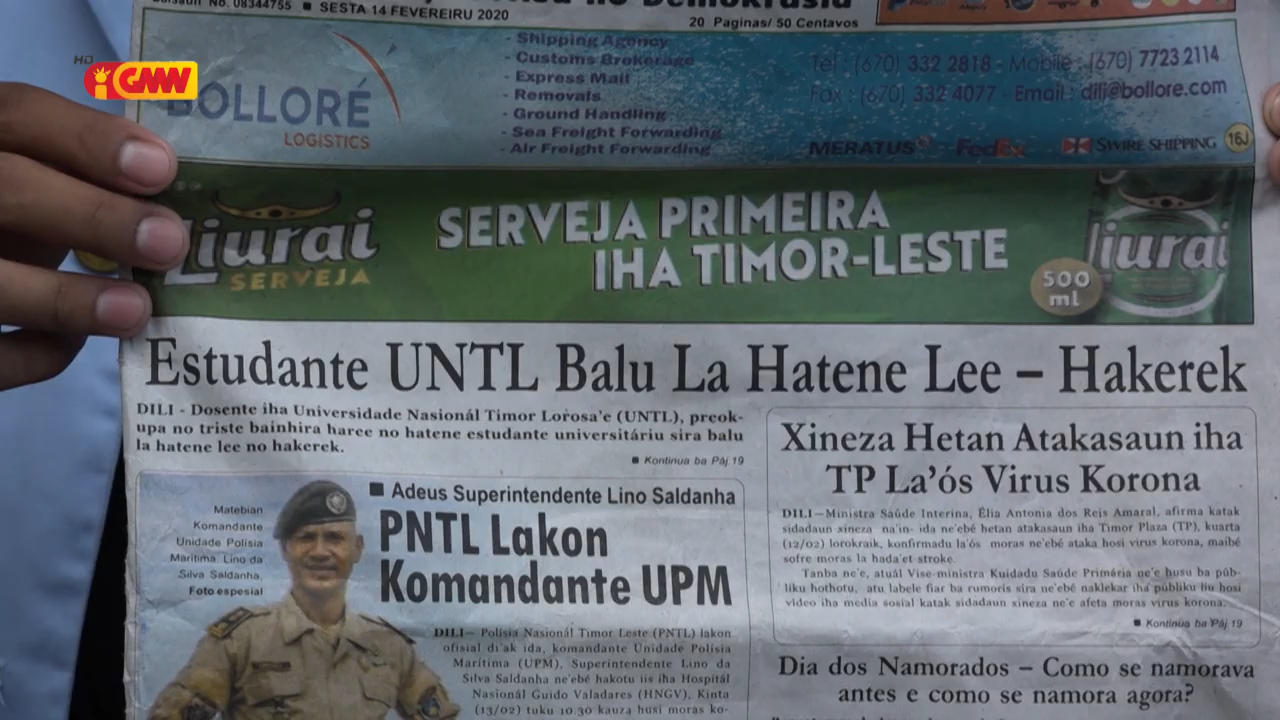 No. 08344755 ■ SESTA 14 FEVEREIRU 2020
20 Paginas/ 50 Centavos
HD
GMN
BOLLORÉ
LOGISTICS
- Shipping Agency
- Customs Brokerage
- Express Mail
- Removals
- Ground Handling
- Sea Freight Forwarding
- Air Freight Forwarding
Tel : (670) 332 2818 - Mobile : (670) 7723 2114
Fax : (670) 332 4077 - Email : dili@bollore.com
MERATUS FedEx SWIRE SHIPPING 16J
Liurai
SERVEJA
SERVEJA PRIMEIRA
IHA TIMOR-LESTE
500
ml
liurai
Estudante UNTL Balu La Hatene Lee – Hakerek
DILI - Dosente iha Universidade Nasionál Timor Lorosa'e (UNTL), preok-
upa no triste bainhira haree no hatene estudante universitáriu sira balu
la hatene lee no hakerek.
■ Kontinua ba Páj 19
Matebian
Komandante
Unidade Polísia
Marítima, Lino da
Silva Saldanha,
Foto espesial
■ Adeus Superintendente Lino Saldanha
PNTL Lakon
Komandante UPM
DILI– Polísia Nasionál Timor Leste (PNTL) lakon
ofisial di'ak ida, komandante Unidade Polísia
Marítima (UPM), Superintendente Lino da
Silva Saldanha ne'ebé hakotu iis iha Hospitál
Nasionál Guido Valadares (HNGV), Kinta
(13/02) tuku 10.30 kauza husi moras ko-
Xineza Hetan Atakasaun iha
TP La'ós Virus Korona
DILI–Ministra Saúde Interina, Élia Antonia dos Reis Amaral, afirma katak
sidadaun xineza na'in- ida ne'ebé hetan atakasaun iha Timor Plaza (TP), kuarta
(12/02) lorokraik, konfirmadu la'ós moras ne'ebé ataka hosi virus korona, maibé
sofre moras la hada'et stroke.
Tanba ne'e, atuál Vise-ministra Kuidadu Saúde Primária ne'e husu ba púb-
liku hothotu, atu labele fiar ba rumoris sira ne'ebé naklekar iha públiku liu hosi
video iha media sosial katak sidadaun xineza ne'e afeta moras virus korona.
■ Kontinua ba Páj 19
Dia dos Namorados – Como se namorava
antes e como se namora agora?